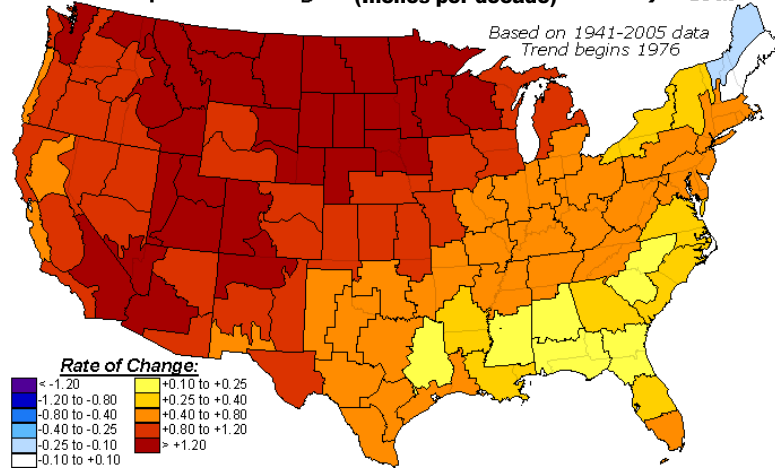 (inches per decade)
Based on 1941-2005 data
Trend begins 1976
Rate of Change:
< -1.20
-1.20 to -0.80
-0.80 to -0.40
-0.40 to -0.25
-0.25 to -0.10
-0.10 to +0.10
+0.10 to +0.25
+0.25 to +0.40
+0.40 to +0.80
+0.80 to +1.20
> +1.20